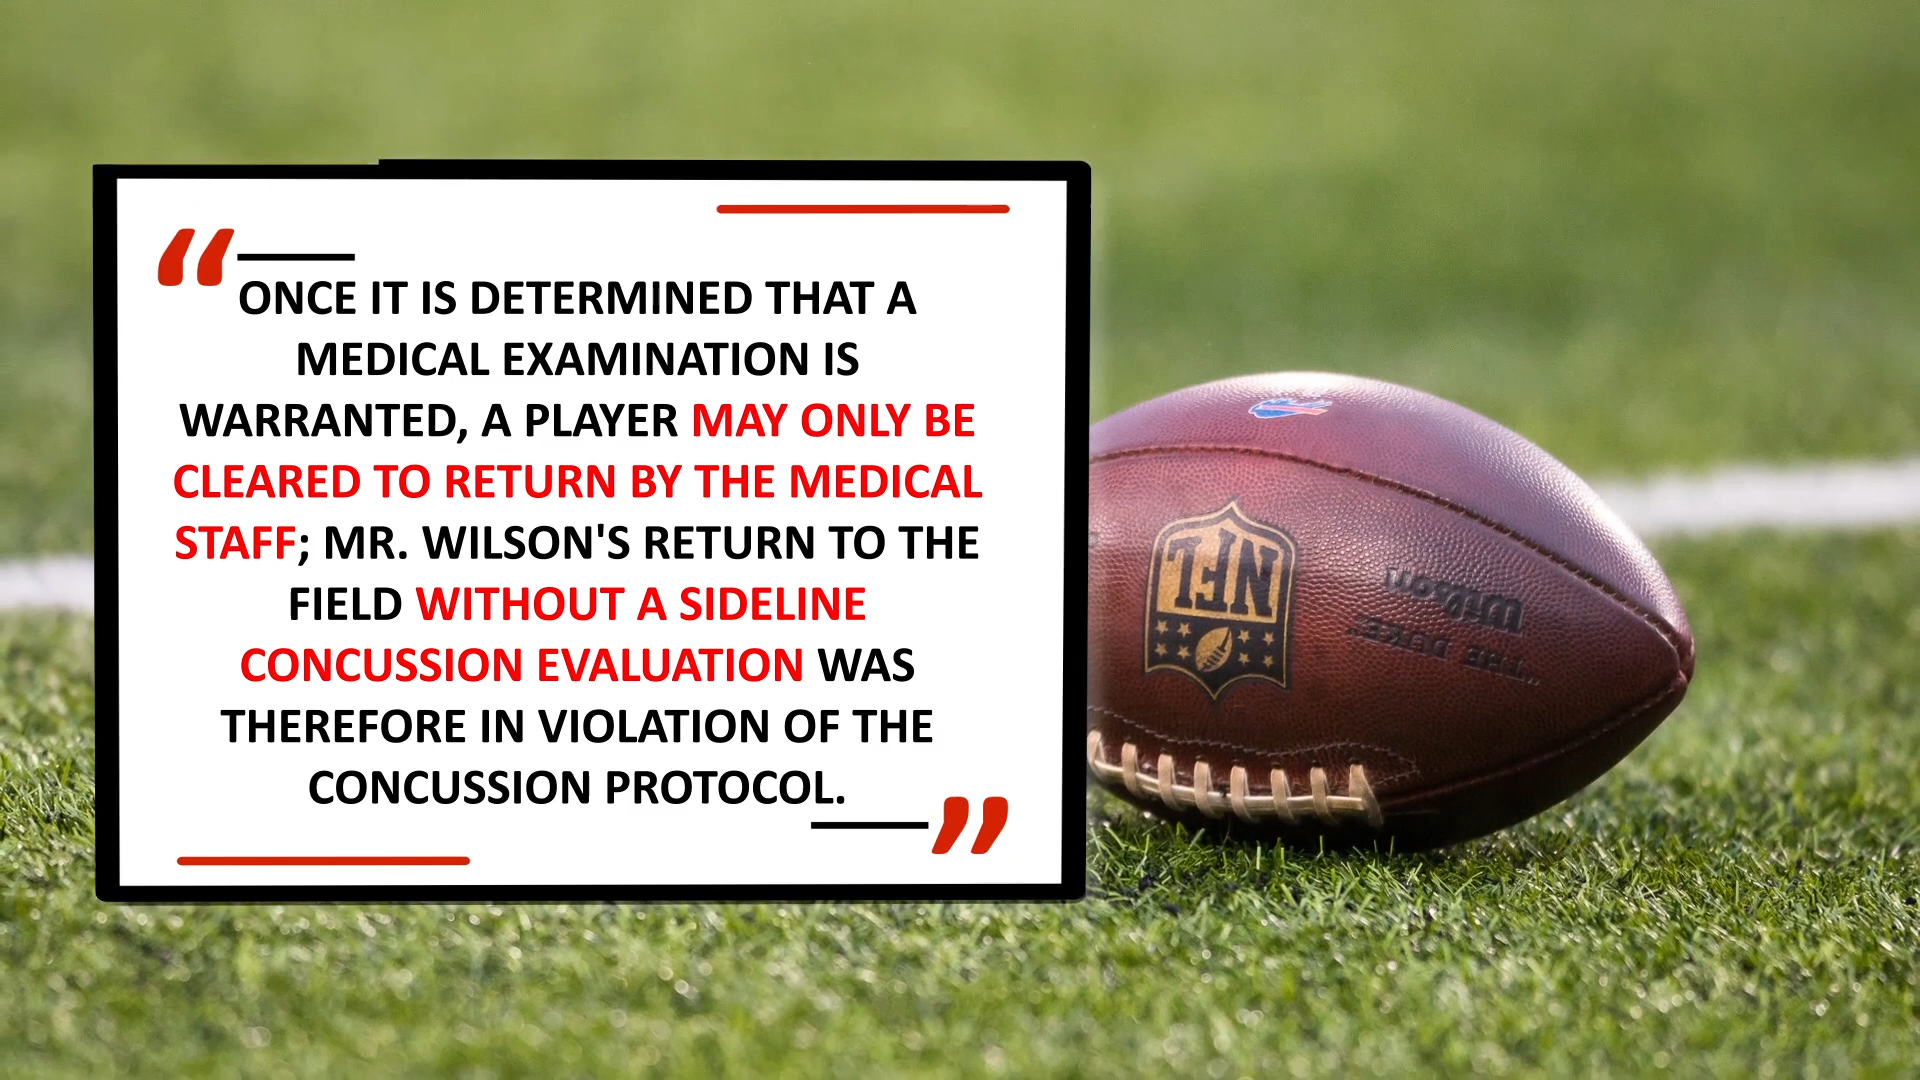 “
ONCE IT IS DETERMINED THAT A
MEDICAL EXAMINATION IS
WARRANTED, A PLAYER MAY ONLY BE
CLEARED TO RETURN BY THE MEDICAL
STAFF; MR. WILSON'S RETURN TO THE
FIELD WITHOUT A SIDELINE
CONCUSSION EVALUATION WAS
THEREFORE IN VIOLATION OF THE
CONCUSSION PROTOCOL.
”
NFL
Wilson
"THE DUKE"